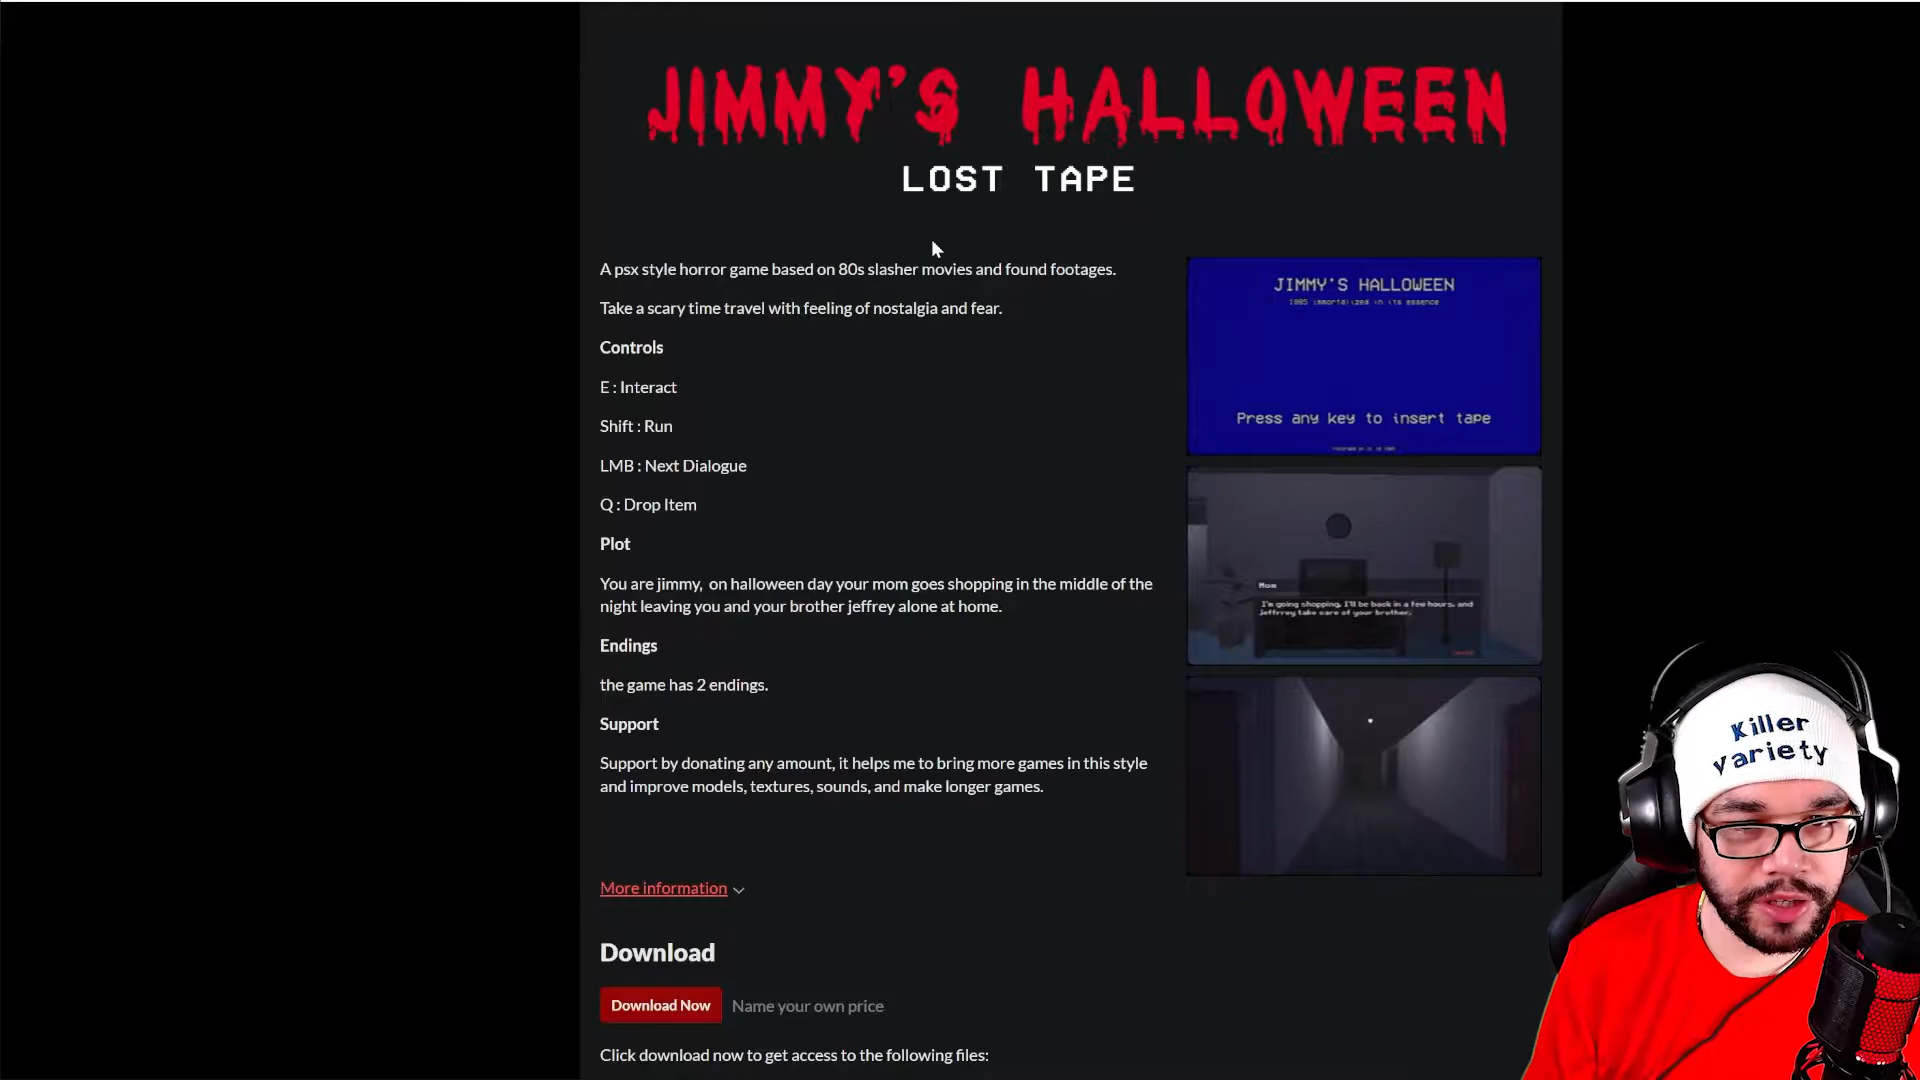 JIMMY'S HALLOWEEN
LOST TAPE
A psx style horror game based on 80s slasher movies and found footages.
Take a scary time travel with feeling of nostalgia and fear.
Controls
E : Interact
Shift : Run
LMB : Next Dialogue
Q : Drop Item
Plot
You are jimmy,  on halloween day your mom goes shopping in the middle of the
night leaving you and your brother jeffrey alone at home.
Endings
the game has 2 endings.
Support
Support by donating any amount, it helps me to bring more games in this style
and improve models, textures, sounds, and make longer games.
More information
Download
Download Now
Name your own price
Click download now to get access to the following files:
JIMMY'S HALLOWEEN
1985 immortalized in its essence
Press any key to insert tape
Mom
I'm going shopping, I'll be back in a few hours, and
jeffrrey take care of your brother.
Killer
Variety